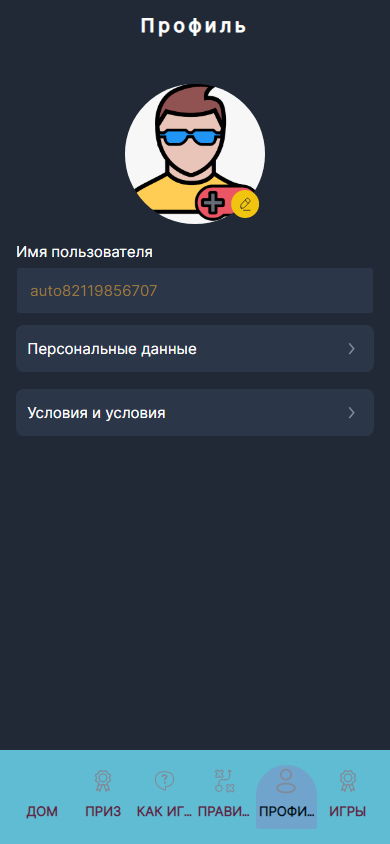 Профиль
Имя пользователя
auto82119856707
Персональные данные
Условия и условия
ДОМ ПРИЗ КАК ИГ... ПРАВИ... ПРОФИ... ИГРЫ